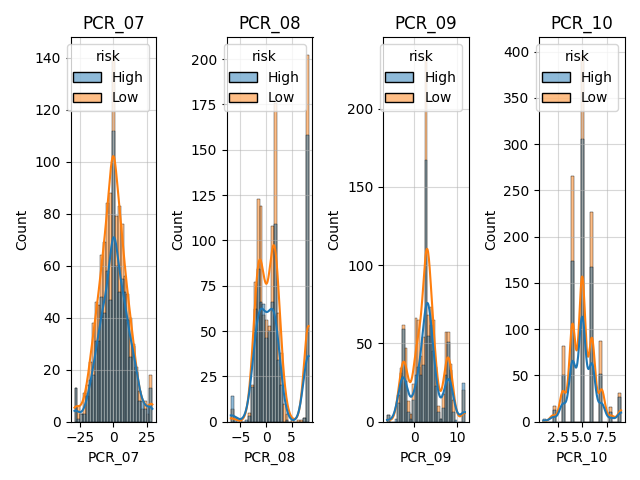 PCR_07
Count
140
120
100
80
60
40
20
0
risk
High
Low
−25
0
25
PCR_07
PCR_08
Count
200
175
150
125
100
75
50
25
0
risk
High
Low
−5
0
5
PCR_08
PCR_09
Count
200
150
100
50
0
risk
High
Low
0
10
PCR_09
PCR_10
Count
400
350
300
250
200
150
100
50
0
risk
High
Low
2.5
5.0
7.5
PCR_10